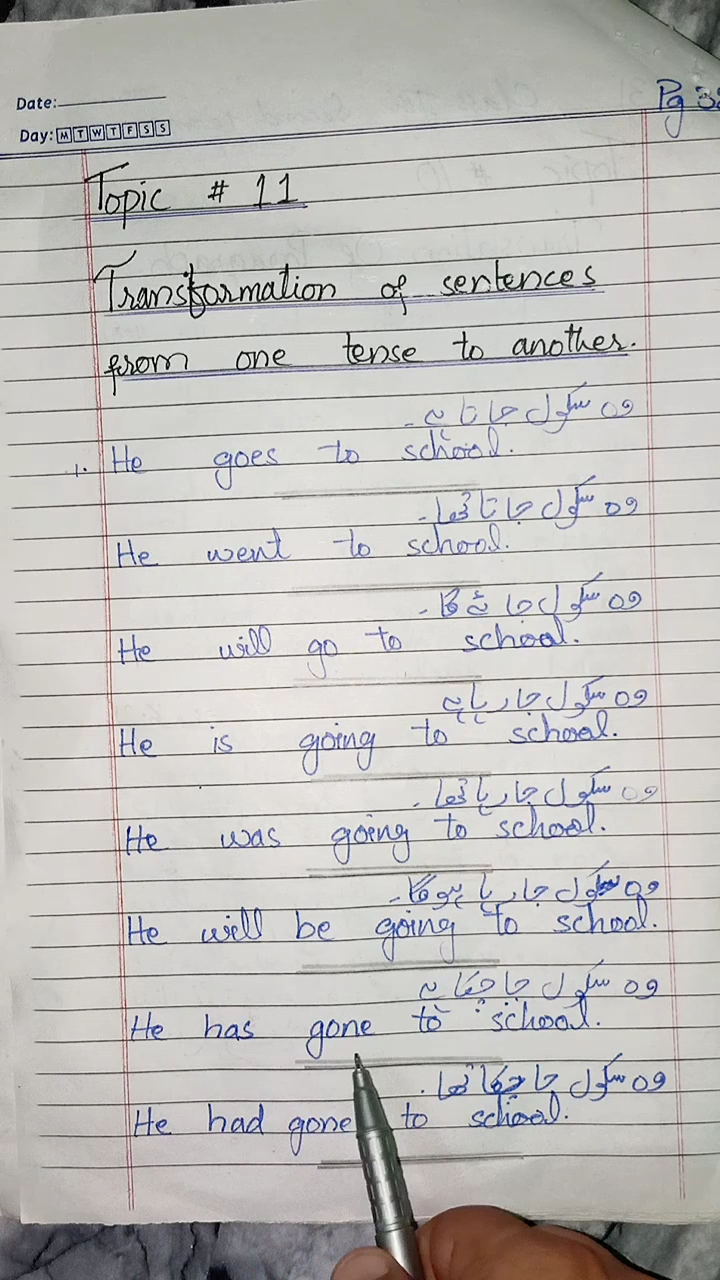 Pg 38
Date:
Day: M T W T F S S
Topic # 11
Transformation of sentences
from one tense to another.
وہ سکول جاتا ہے۔
1. He goes to school.
وہ سکول جاتا تھا۔
He went to school.
وہ سکول جائے گا۔
He will go to school.
وہ سکول جا رہا ہے
He is going to school.
وہ سکول جا رہا تھا۔
He was going to school.
وہ سکول جا رہا ہوگا۔
He will be going to school.
وہ سکول جا چکا ہے
He has gone to school.
وہ سکول جا چکا تھا۔
He had gone to school.